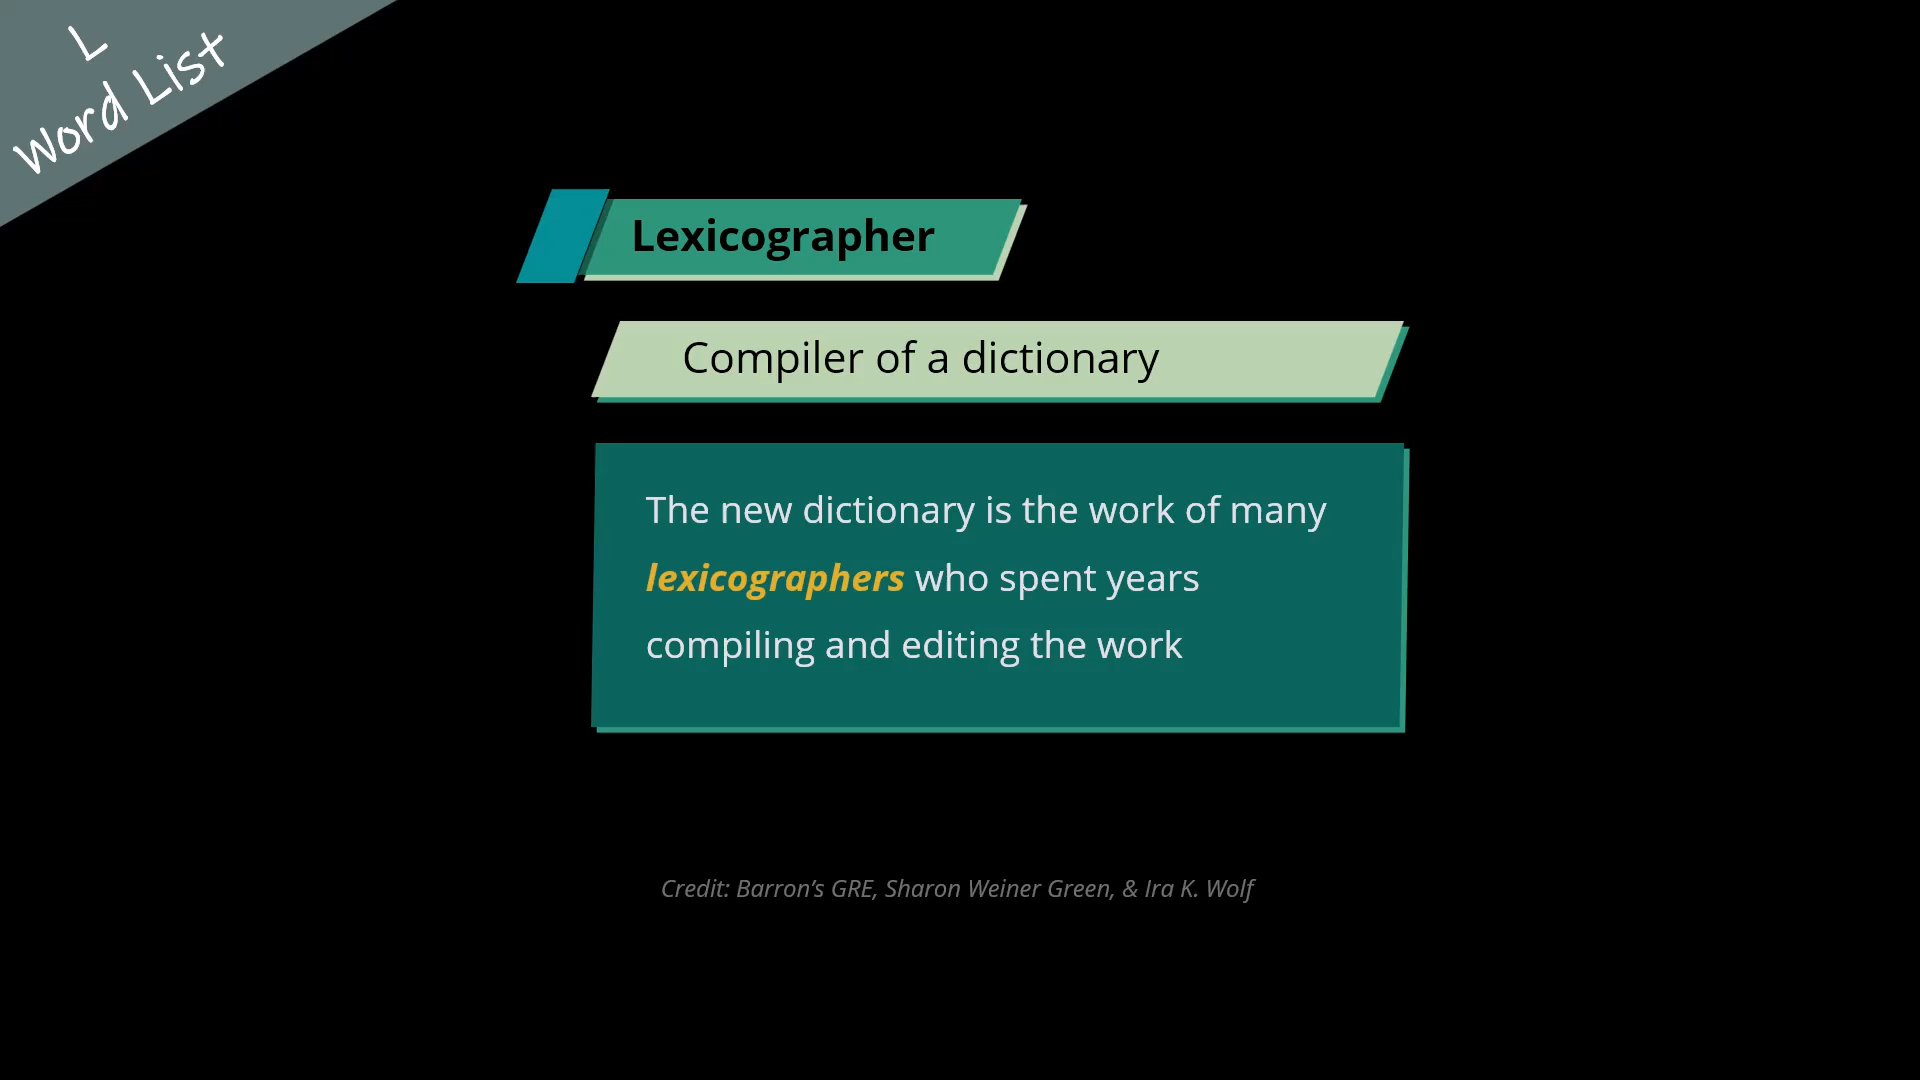 L
Word List
Lexicographer
Compiler of a dictionary
The new dictionary is the work of many
lexicographers who spent years
compiling and editing the work
Credit: Barron's GRE, Sharon Weiner Green, & Ira K. Wolf